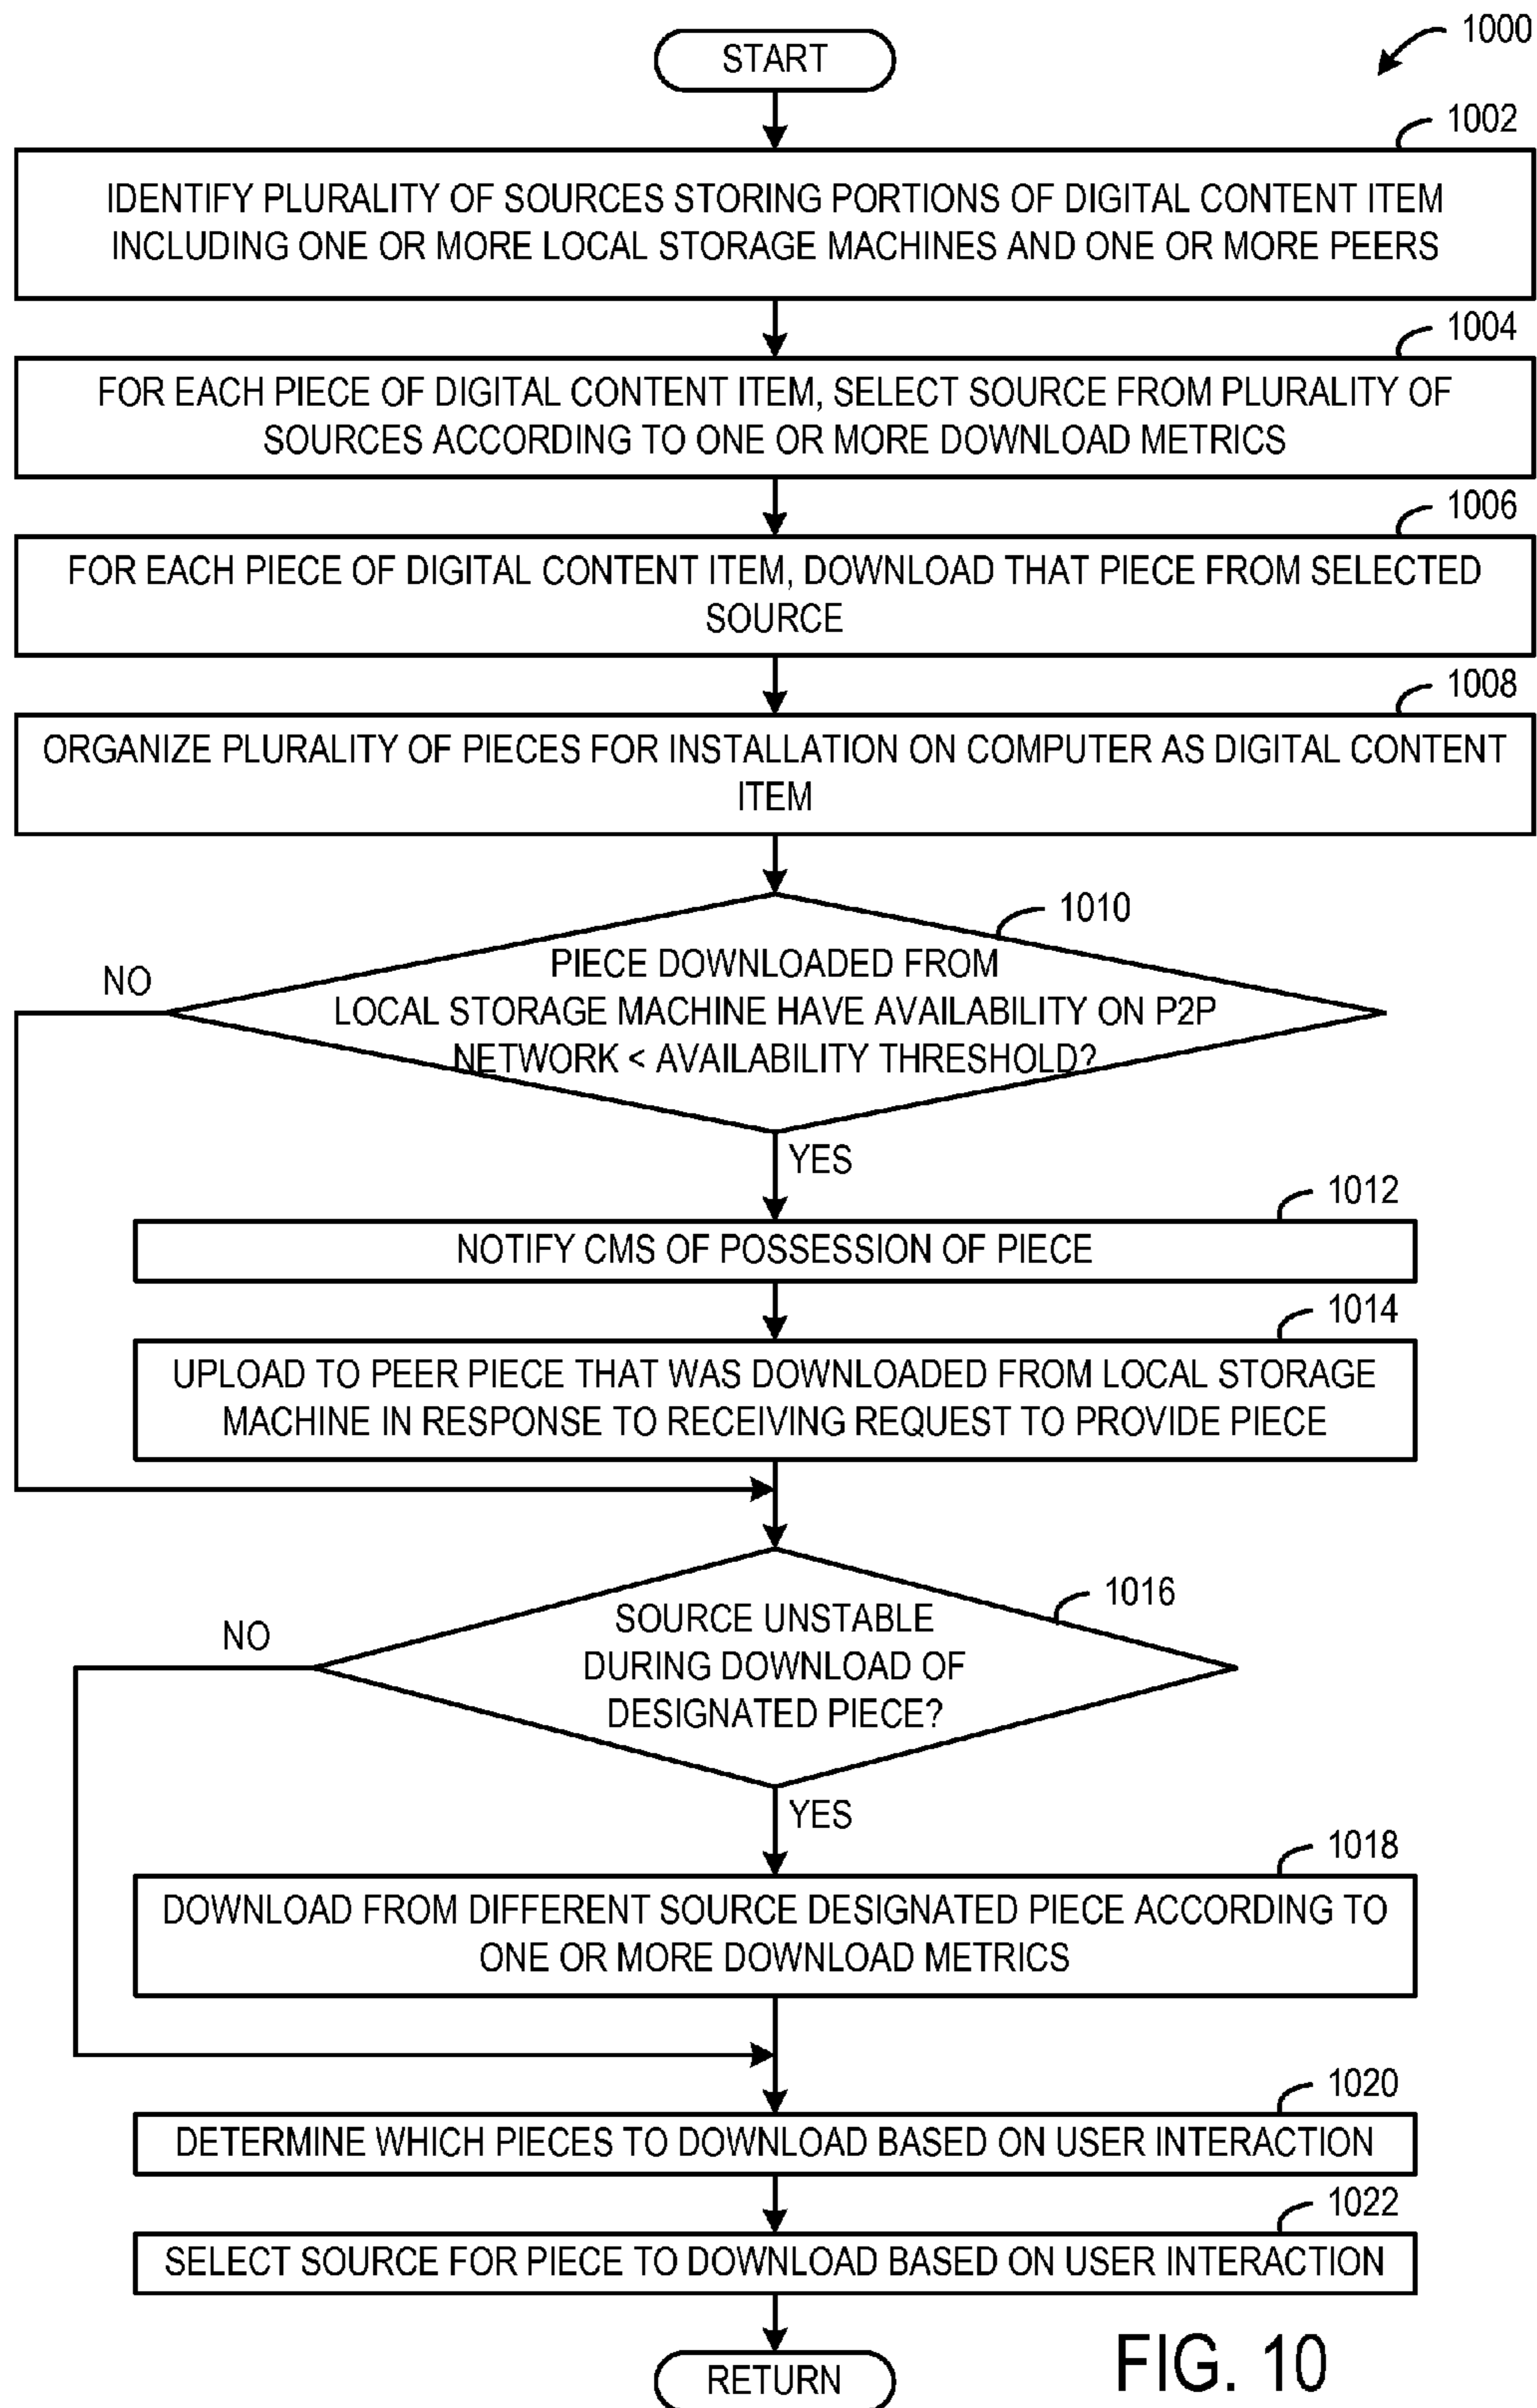 START
1000
1002
IDENTIFY PLURALITY OF SOURCES STORING PORTIONS OF DIGITAL CONTENT ITEM
INCLUDING ONE OR MORE LOCAL STORAGE MACHINES AND ONE OR MORE PEERS
1004
FOR EACH PIECE OF DIGITAL CONTENT ITEM, SELECT SOURCE FROM PLURALITY OF
SOURCES ACCORDING TO ONE OR MORE DOWNLOAD METRICS
1006
FOR EACH PIECE OF DIGITAL CONTENT ITEM, DOWNLOAD THAT PIECE FROM SELECTED
SOURCE
1008
ORGANIZE PLURALITY OF PIECES FOR INSTALLATION ON COMPUTER AS DIGITAL CONTENT
ITEM
1010
NO
PIECE DOWNLOADED FROM
LOCAL STORAGE MACHINE HAVE AVAILABILITY ON P2P
NETWORK < AVAILABILITY THRESHOLD?
YES
1012
NOTIFY CMS OF POSSESSION OF PIECE
1014
UPLOAD TO PEER PIECE THAT WAS DOWNLOADED FROM LOCAL STORAGE
MACHINE IN RESPONSE TO RECEIVING REQUEST TO PROVIDE PIECE
1016
NO
SOURCE UNSTABLE
DURING DOWNLOAD OF
DESIGNATED PIECE?
YES
1018
DOWNLOAD FROM DIFFERENT SOURCE DESIGNATED PIECE ACCORDING TO
ONE OR MORE DOWNLOAD METRICS
1020
DETERMINE WHICH PIECES TO DOWNLOAD BASED ON USER INTERACTION
1022
SELECT SOURCE FOR PIECE TO DOWNLOAD BASED ON USER INTERACTION
RETURN
FIG. 10